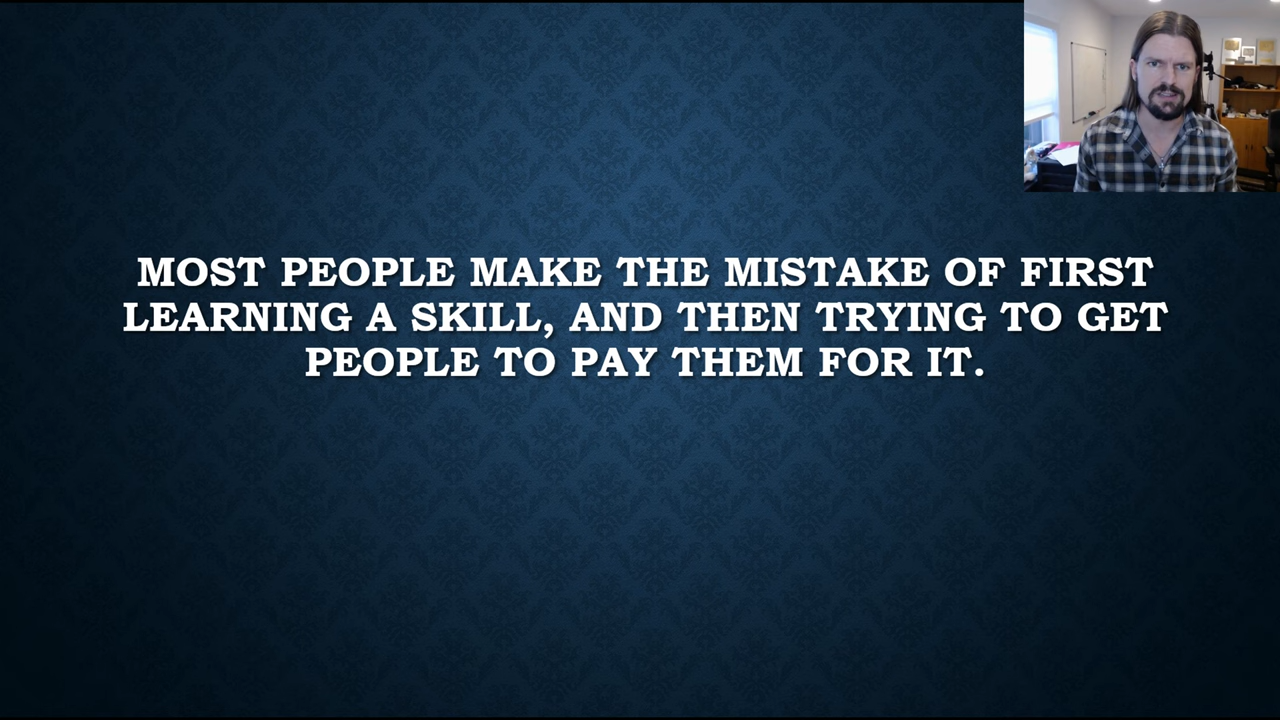 MOST PEOPLE MAKE THE MISTAKE OF FIRST
LEARNING A SKILL, AND THEN TRYING TO GET
PEOPLE TO PAY THEM FOR IT.